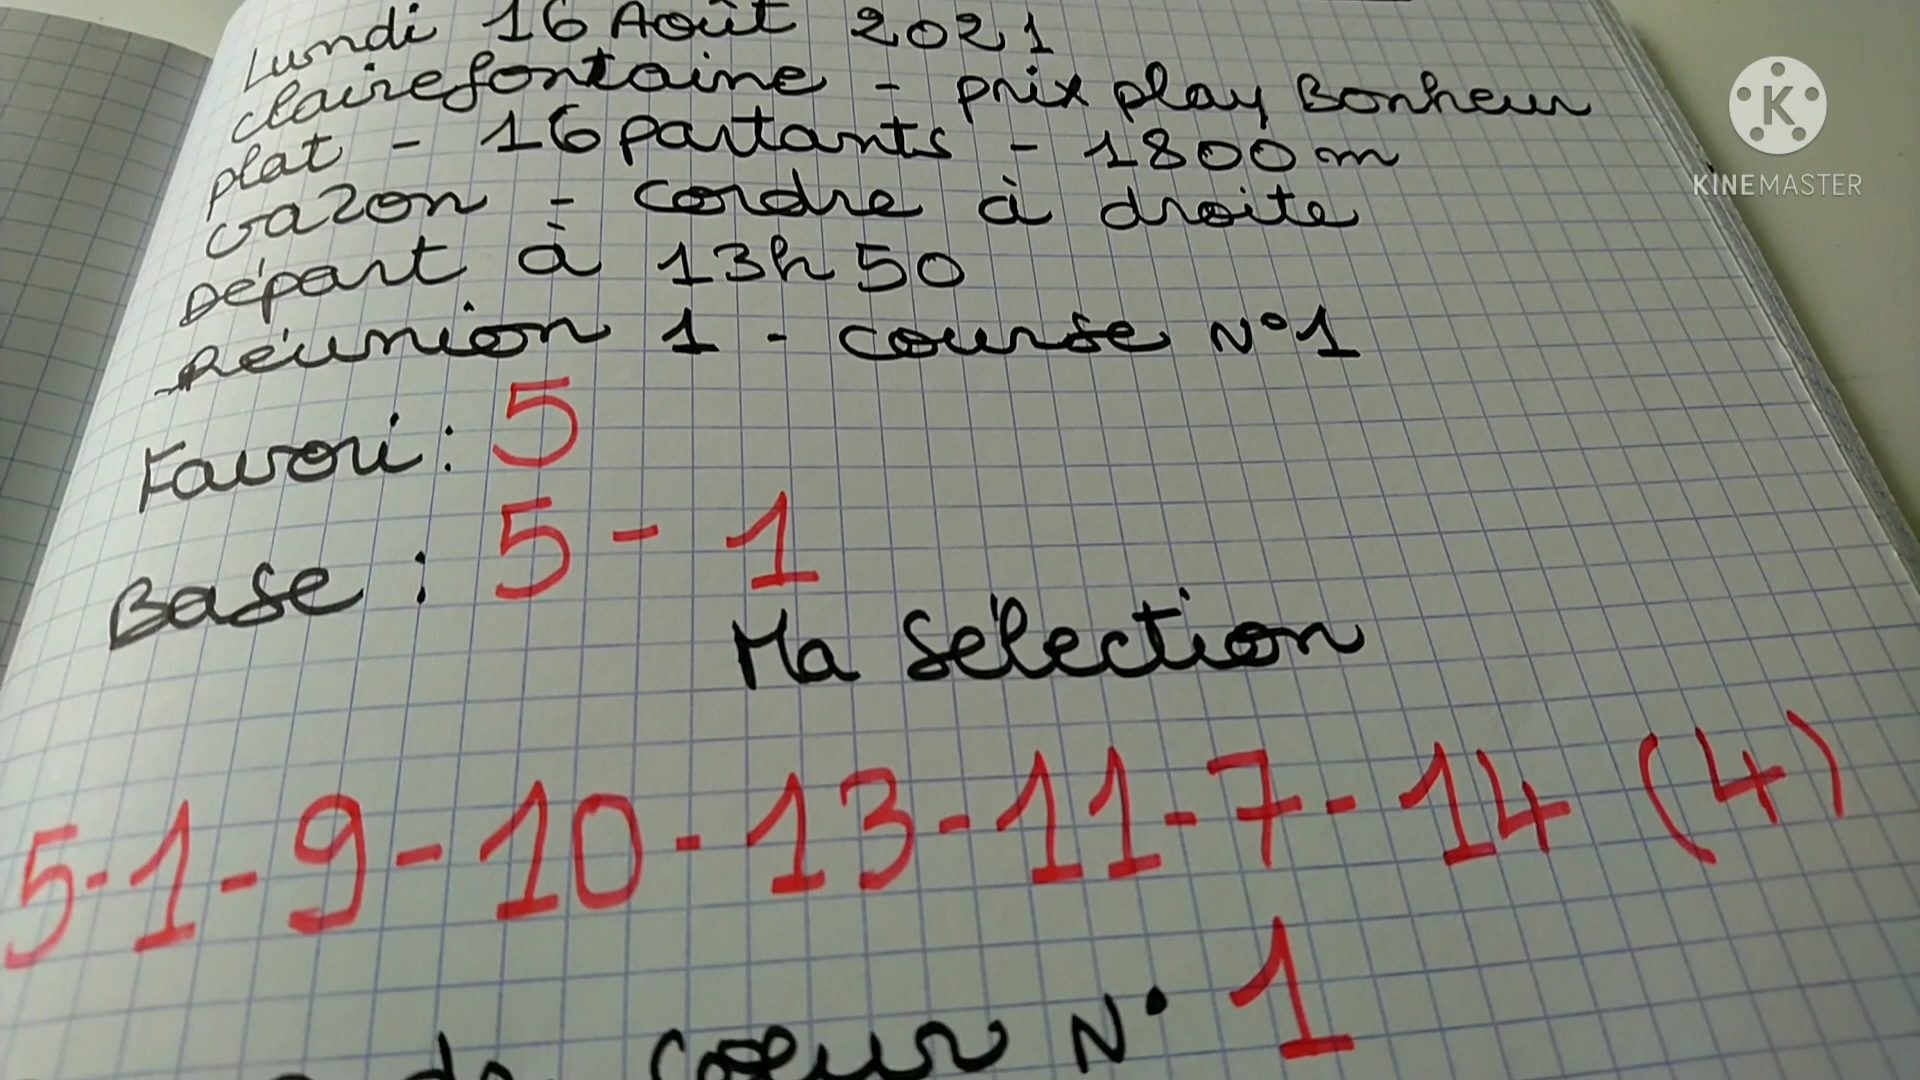 Lundi 16 Août 2021
clairefontaine - prix play Bonheur
plat - 16 partants - 1800 m
Gazon - cordre à droite
Départ à 13h50
Réunion 1 - course N°1
Favori : 5
Base : 5 - 1
Ma Sélection
5-1-9-10-13-11-7-14 (4)
de coeur N° 1
K
KINEMASTER